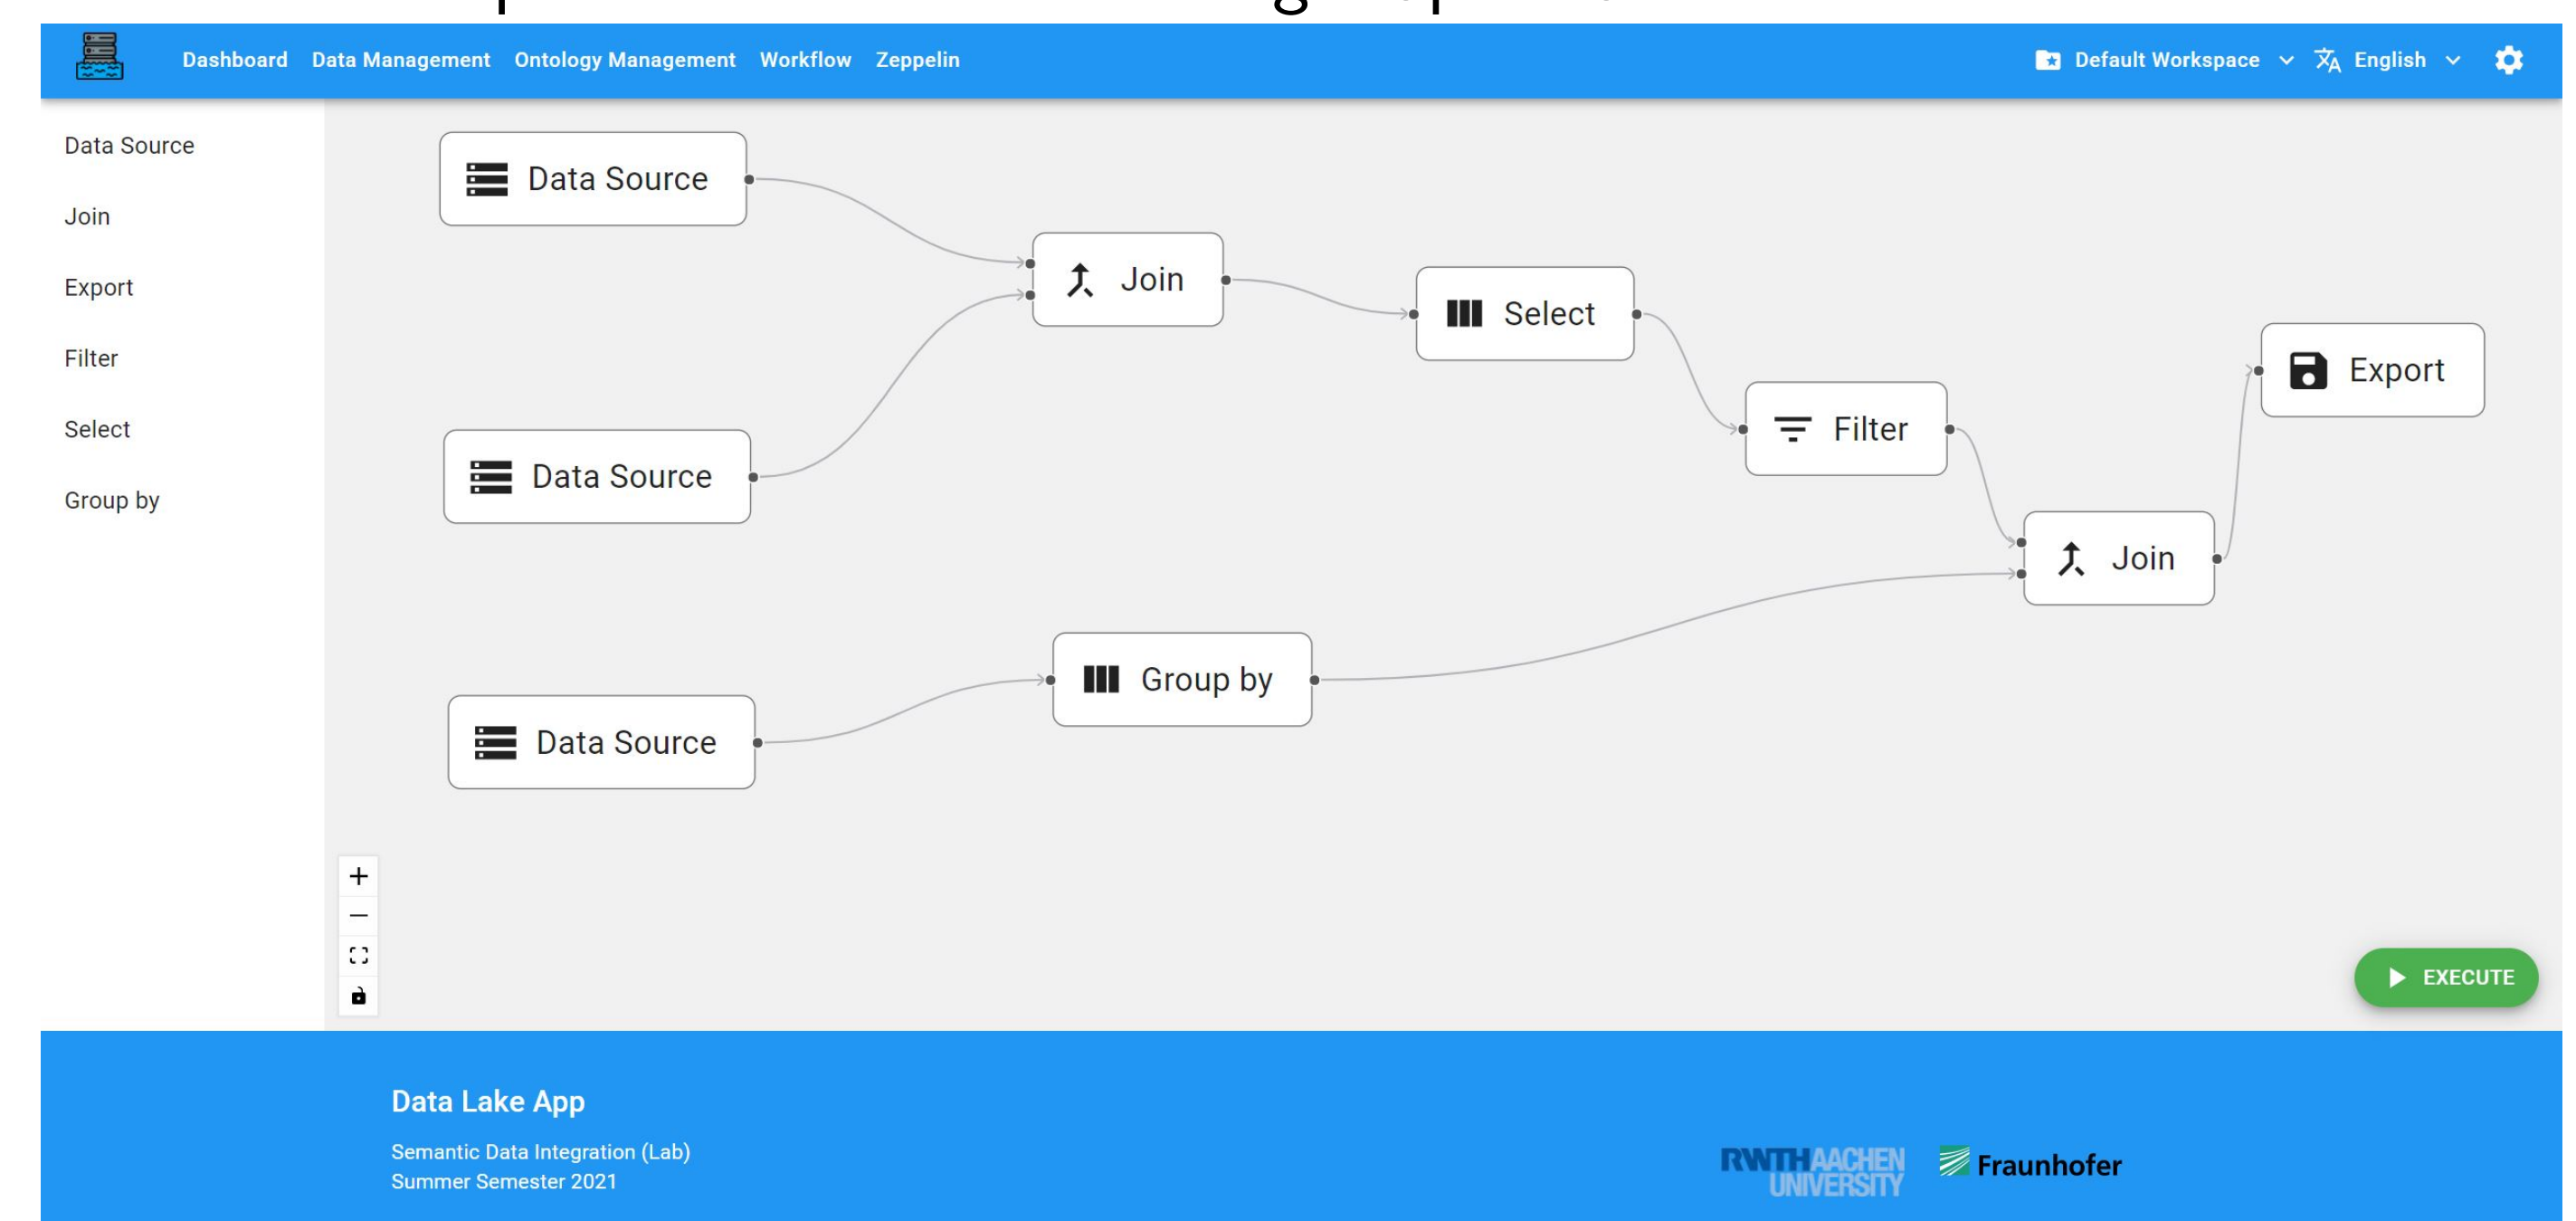 Dashboard Data Management Ontology Management Workflow Zeppelin Default Workspace English
Data Source
Join
Export
Filter
Select
Group by
Data Source
Join
Select
Export
Filter
Data Source
Join
Group by
Data Source
EXECUTE
Data Lake App
Semantic Data Integration (Lab)
Summer Semester 2021
RWTH AACHEN
UNIVERSITY
Fraunhofer